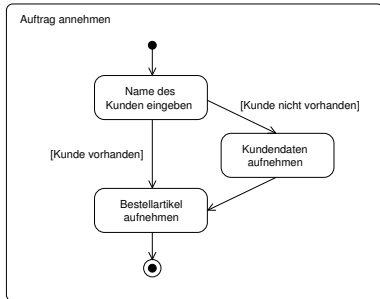 Auftrag annehmen
Name des
Kunden eingeben
[Kunde nicht vorhanden]
[Kunde vorhanden]
Kundendaten
aufnehmen
Bestellartikel
aufnehmen